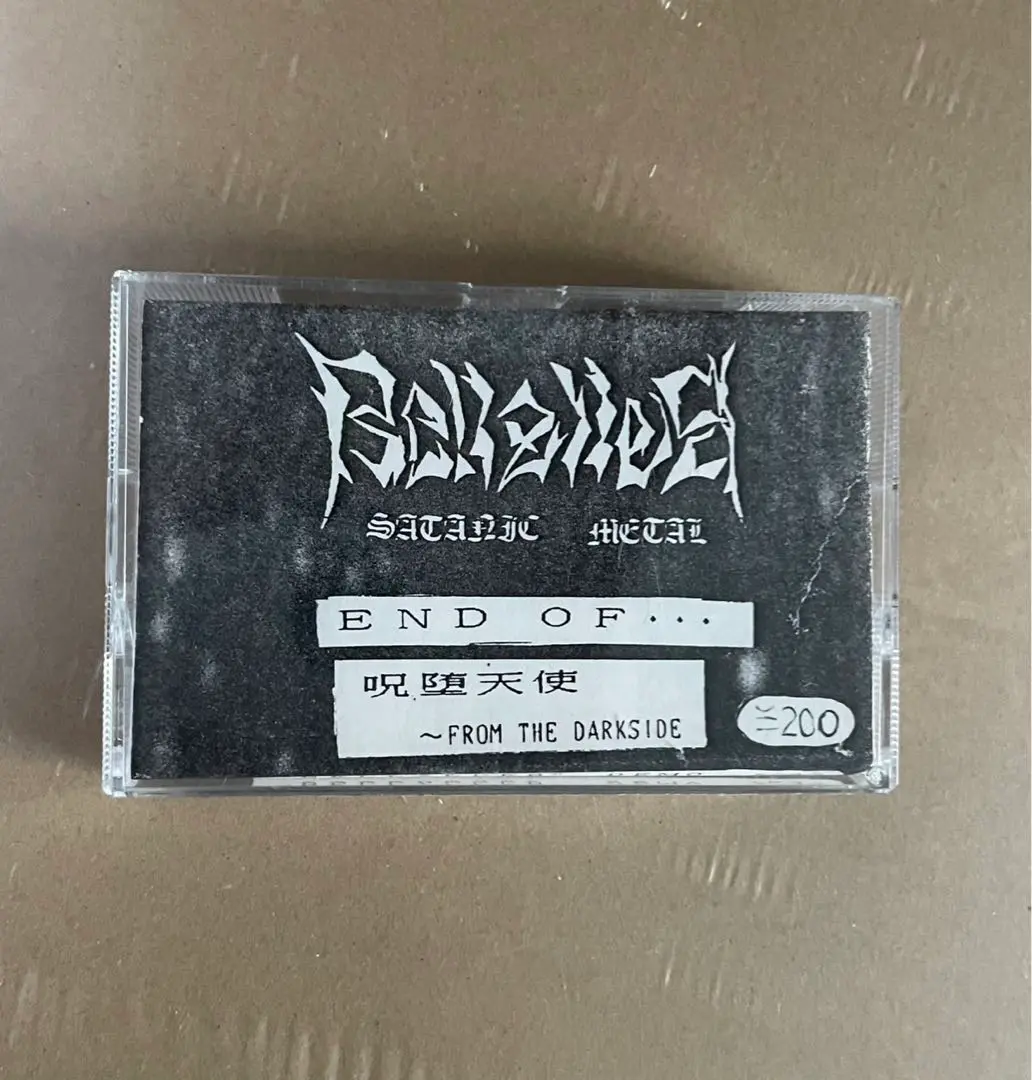 SATANIC METAL
END OF...
呪堕天使
~FROM THE DARKSIDE
¥200